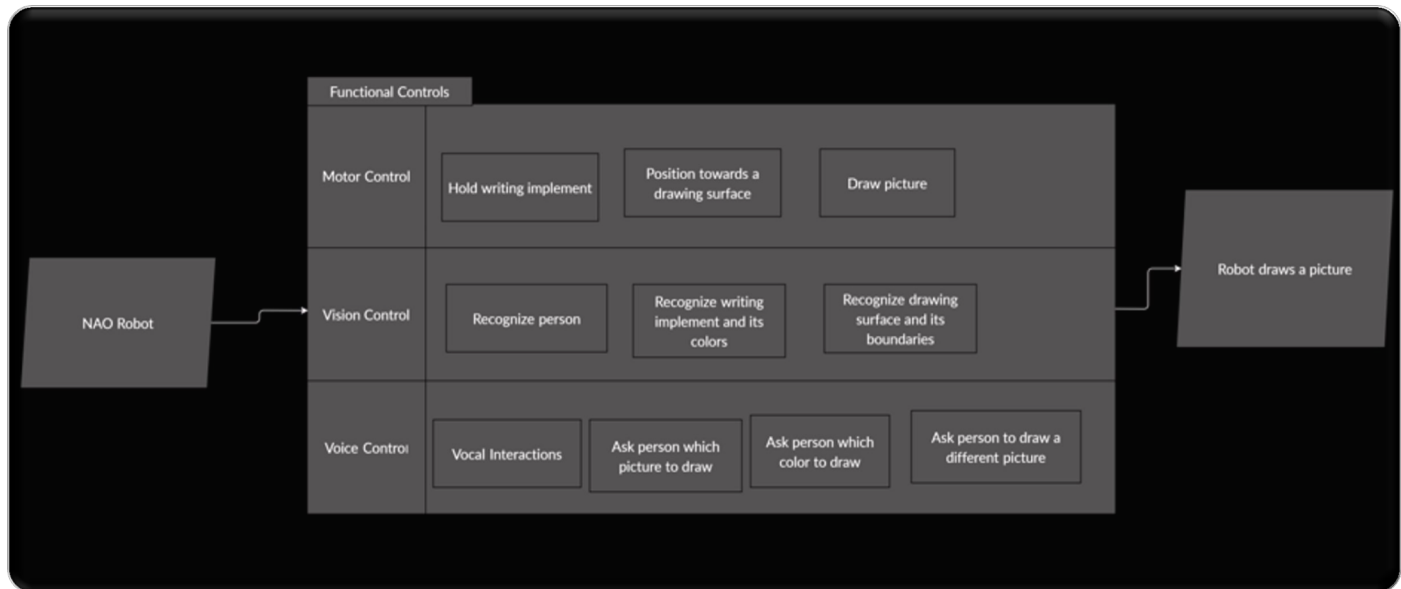 Functional Controls
Motor Control
Hold writing implement
Position towards a
drawing surface
Draw picture
NAO Robot
Vision Control
Recognize person
Recognize writing
implement and its
colors
Recognize drawing
surface and its
boundaries
Robot draws a picture
Voice Control
Vocal Interactions
Ask person which
picture to draw
Ask person which
color to draw
Ask person to draw a
different picture